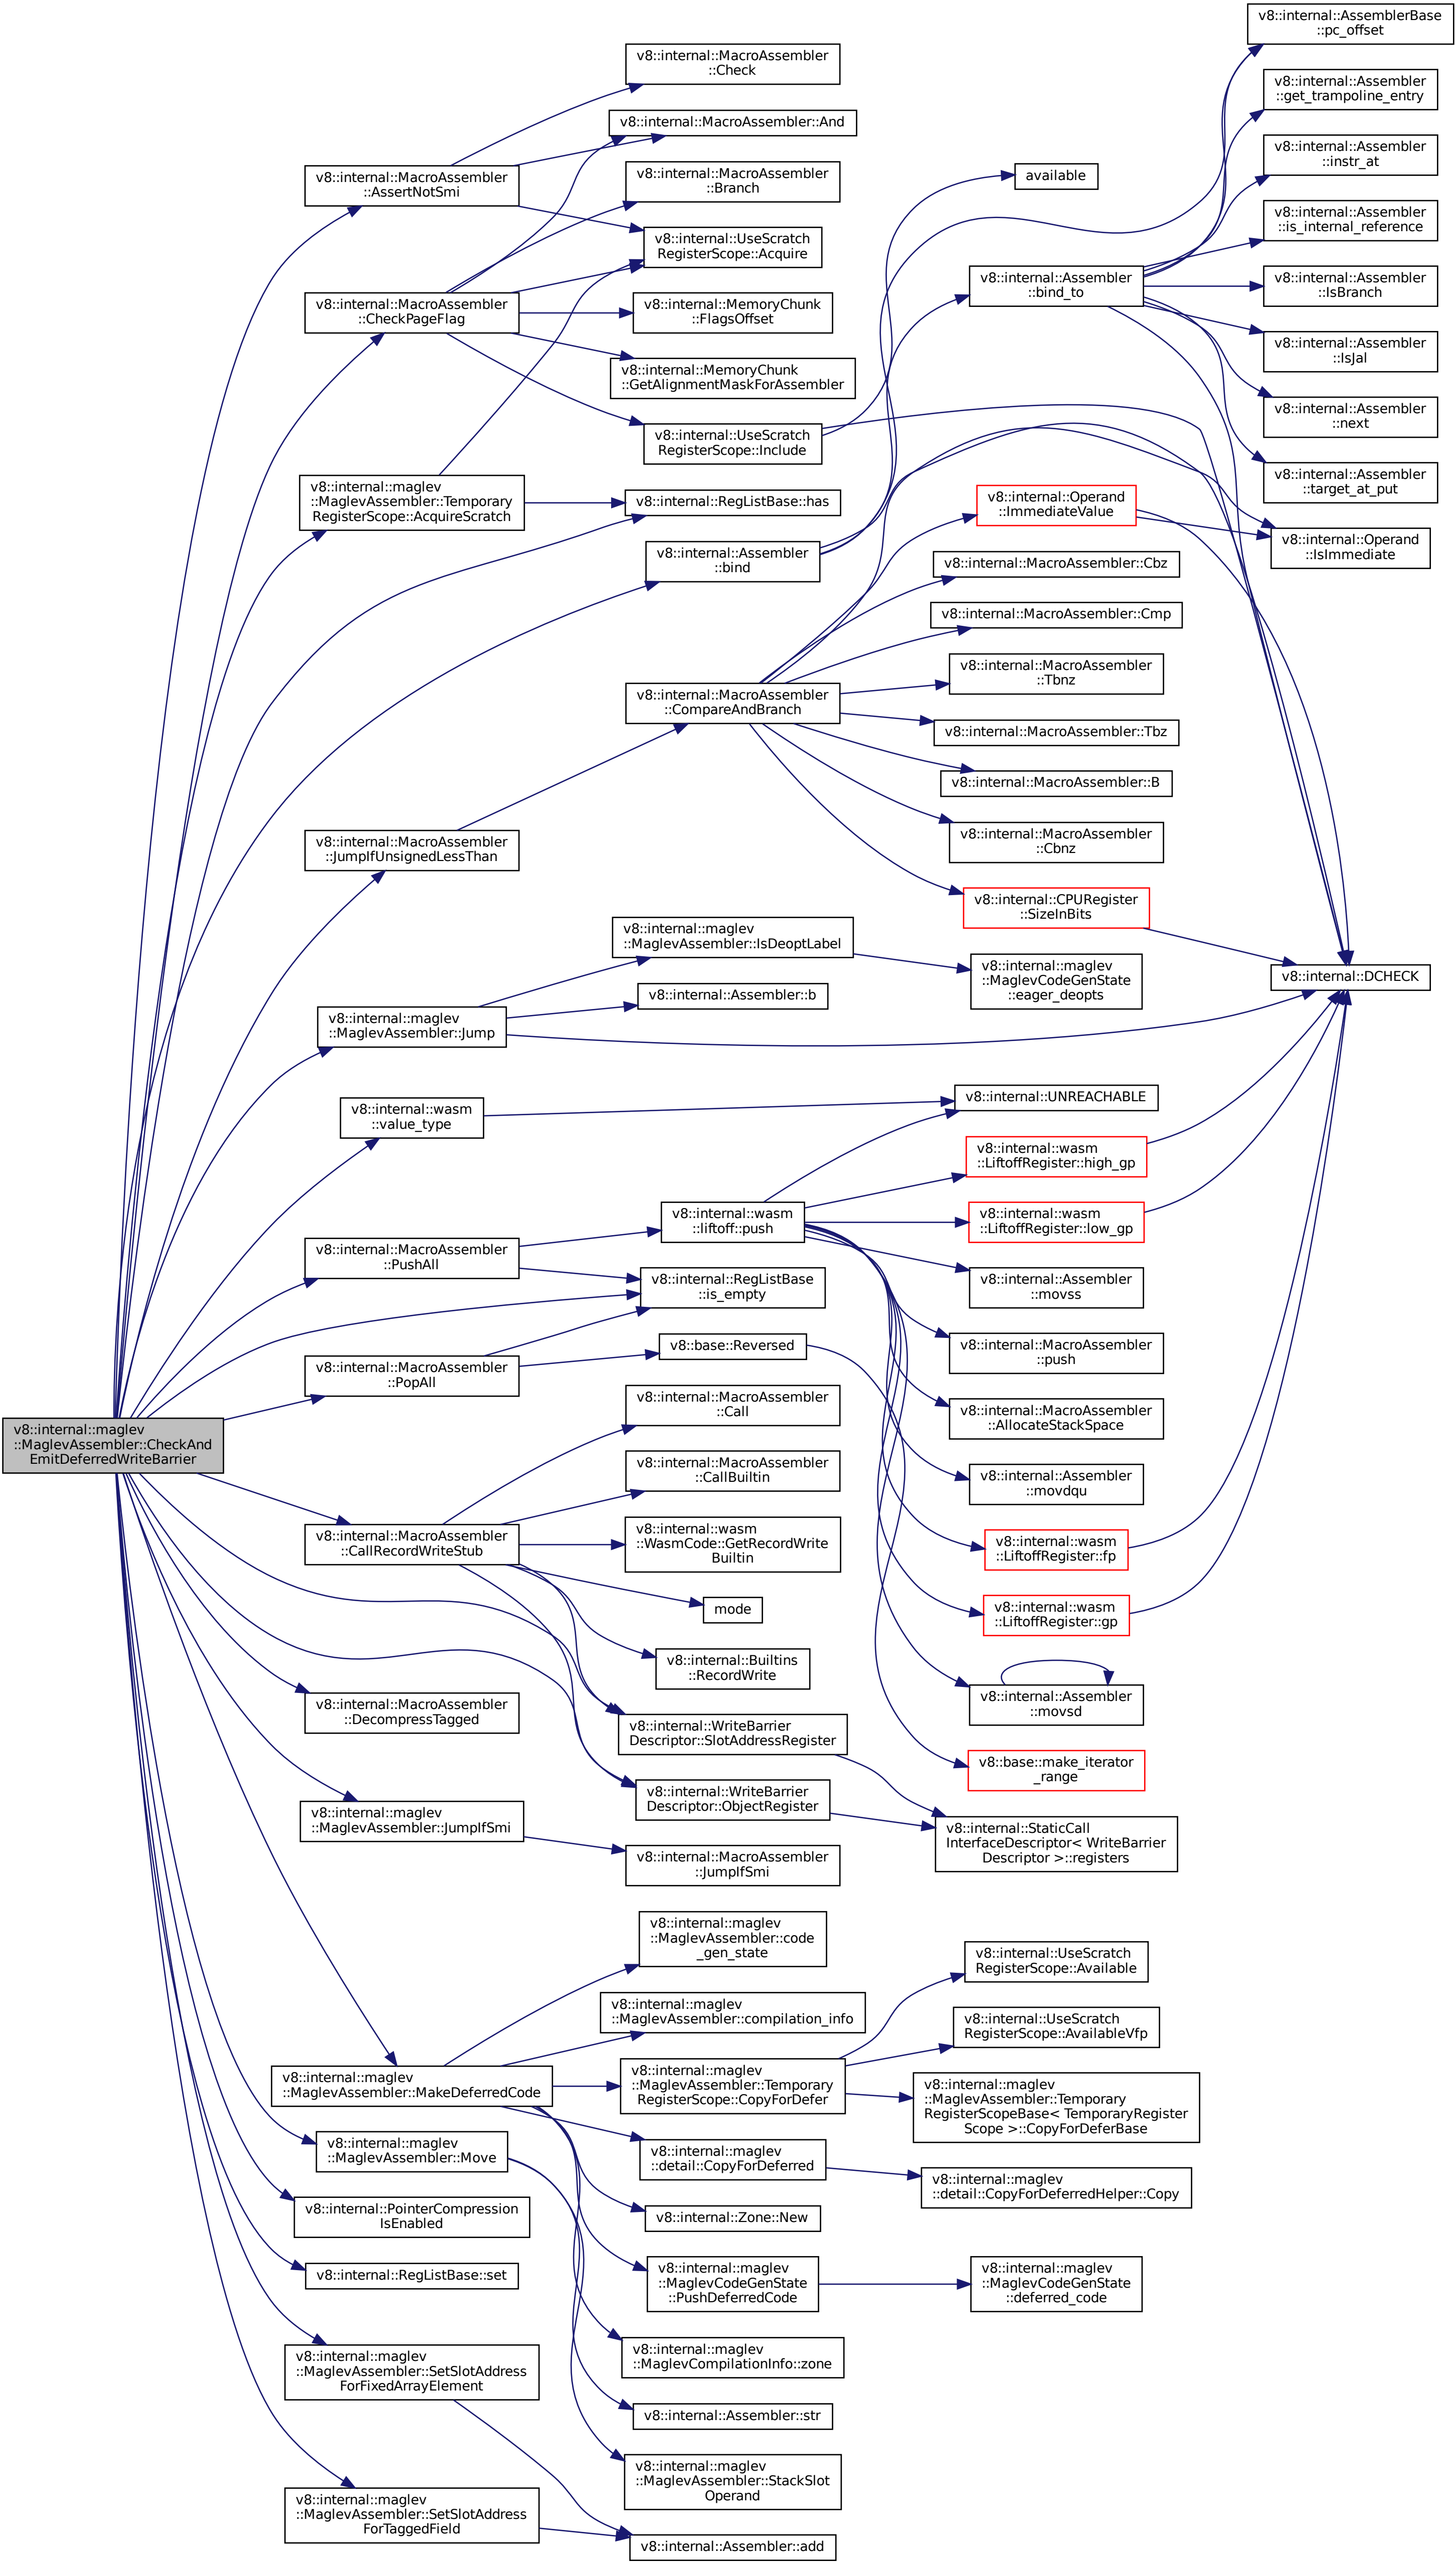 v8::internal::maglev
::MaglevAssembler::CheckAnd
EmitDeferredWriteBarrier
v8::internal::MacroAssembler
::AssertNotSmi
v8::internal::MacroAssembler
::CheckPageFlag
v8::internal::maglev
::MaglevAssembler::Temporary
RegisterScope::AcquireScratch
v8::internal::MacroAssembler
::JumpIfUnsignedLessThan
v8::internal::maglev
::MaglevAssembler::Jump
v8::internal::wasm
::value_type
v8::internal::MacroAssembler
::PushAll
v8::internal::MacroAssembler
::PopAll
v8::internal::MacroAssembler
::CallRecordWriteStub
v8::internal::MacroAssembler
::DecompressTagged
v8::internal::maglev
::MaglevAssembler::JumpIfSmi
v8::internal::maglev
::MaglevAssembler::MakeDeferredCode
v8::internal::maglev
::MaglevAssembler::Move
v8::internal::PointerCompression
IsEnabled
v8::internal::RegListBase::set
v8::internal::maglev
::MaglevAssembler::SetSlotAddress
ForFixedArrayElement
v8::internal::maglev
::MaglevAssembler::SetSlotAddress
ForTaggedField
v8::internal::MacroAssembler
::Check
v8::internal::MacroAssembler::And
v8::internal::MacroAssembler
::Branch
v8::internal::UseScratch
RegisterScope::Acquire
v8::internal::MemoryChunk
::FlagsOffset
v8::internal::MemoryChunk
::GetAlignmentMaskForAssembler
v8::internal::UseScratch
RegisterScope::Include
v8::internal::RegListBase::has
v8::internal::Assembler
::bind
v8::internal::MacroAssembler
::CompareAndBranch
v8::internal::maglev
::MaglevAssembler::IsDeoptLabel
v8::internal::Assembler::b
v8::internal::wasm
::liftoff::push
v8::internal::RegListBase
::is_empty
v8::base::Reversed
v8::internal::MacroAssembler
::Call
v8::internal::MacroAssembler
::CallBuiltin
v8::internal::wasm
::WasmCode::GetRecordWrite
Builtin
mode
v8::internal::Builtins
::RecordWrite
v8::internal::WriteBarrier
Descriptor::SlotAddressRegister
v8::internal::WriteBarrier
Descriptor::ObjectRegister
v8::internal::MacroAssembler
::JumpIfSmi
v8::internal::maglev
::MaglevAssembler::code
_gen_state
v8::internal::maglev
::MaglevAssembler::compilation_info
v8::internal::maglev
::MaglevAssembler::Temporary
RegisterScope::CopyForDefer
v8::internal::maglev
::detail::CopyForDeferred
v8::internal::Zone::New
v8::internal::maglev
::MaglevCodeGenState
::PushDeferredCode
v8::internal::maglev
::MaglevCompilationInfo::zone
v8::internal::Assembler::str
v8::internal::maglev
::MaglevAssembler::StackSlot
Operand
v8::internal::Assembler::add
available
v8::internal::Assembler
::bind_to
v8::internal::Operand
::ImmediateValue
v8::internal::MacroAssembler::Cbz
v8::internal::MacroAssembler::Cmp
v8::internal::MacroAssembler
::Tbnz
v8::internal::MacroAssembler::Tbz
v8::internal::MacroAssembler::B
v8::internal::MacroAssembler
::Cbnz
v8::internal::CPURegister
::SizeInBits
v8::internal::maglev
::MaglevCodeGenState
::eager_deopts
v8::internal::UNREACHABLE
v8::internal::wasm
::LiftoffRegister::high_gp
v8::internal::wasm
::LiftoffRegister::low_gp
v8::internal::Assembler
::movss
v8::internal::MacroAssembler
::push
v8::internal::MacroAssembler
::AllocateStackSpace
v8::internal::Assembler
::movdqu
v8::internal::wasm
::LiftoffRegister::fp
v8::internal::wasm
::LiftoffRegister::gp
v8::internal::Assembler
::movsd
v8::base::make_iterator
_range
v8::internal::StaticCall
InterfaceDescriptor< WriteBarrier
Descriptor >::registers
v8::internal::UseScratch
RegisterScope::Available
v8::internal::UseScratch
RegisterScope::AvailableVfp
v8::internal::maglev
::MaglevAssembler::Temporary
RegisterScopeBase< TemporaryRegister
Scope >::CopyForDeferBase
v8::internal::maglev
::detail::CopyForDeferredHelper::Copy
v8::internal::maglev
::MaglevCodeGenState
::deferred_code
v8::internal::AssemblerBase
::pc_offset
v8::internal::Assembler
::get_trampoline_entry
v8::internal::Assembler
::instr_at
v8::internal::Assembler
::is_internal_reference
v8::internal::Assembler
::IsBranch
v8::internal::Assembler
::IsJal
v8::internal::Assembler
::next
v8::internal::Assembler
::target_at_put
v8::internal::Operand
::IsImmediate
v8::internal::DCHECK